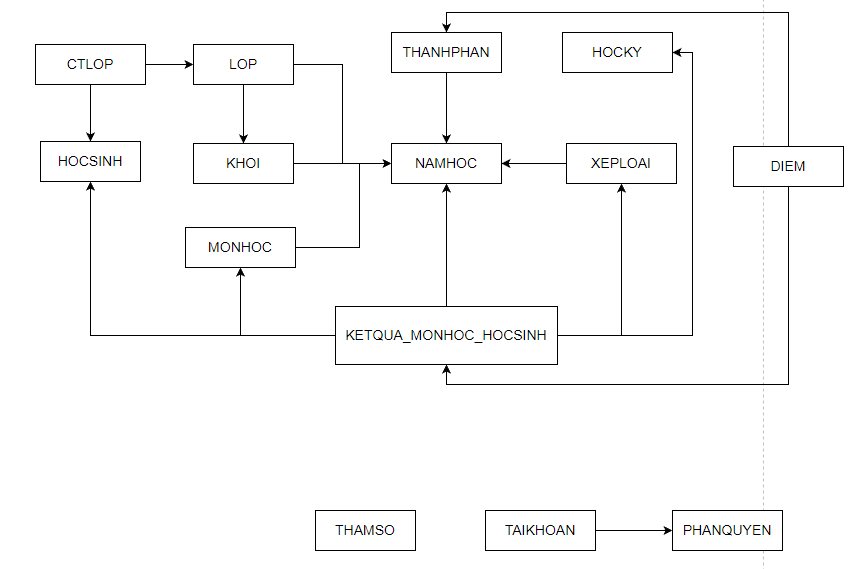 THANHPHAN
HOCKY
CTLOP
LOP
HOCSINH
KHOI
NAMHOC
XEPLOAI
DIEM
MONHOC
KETQUA_MONHOC_HOCSINH
THAMSO
TAIKHOAN
PHANQUYEN